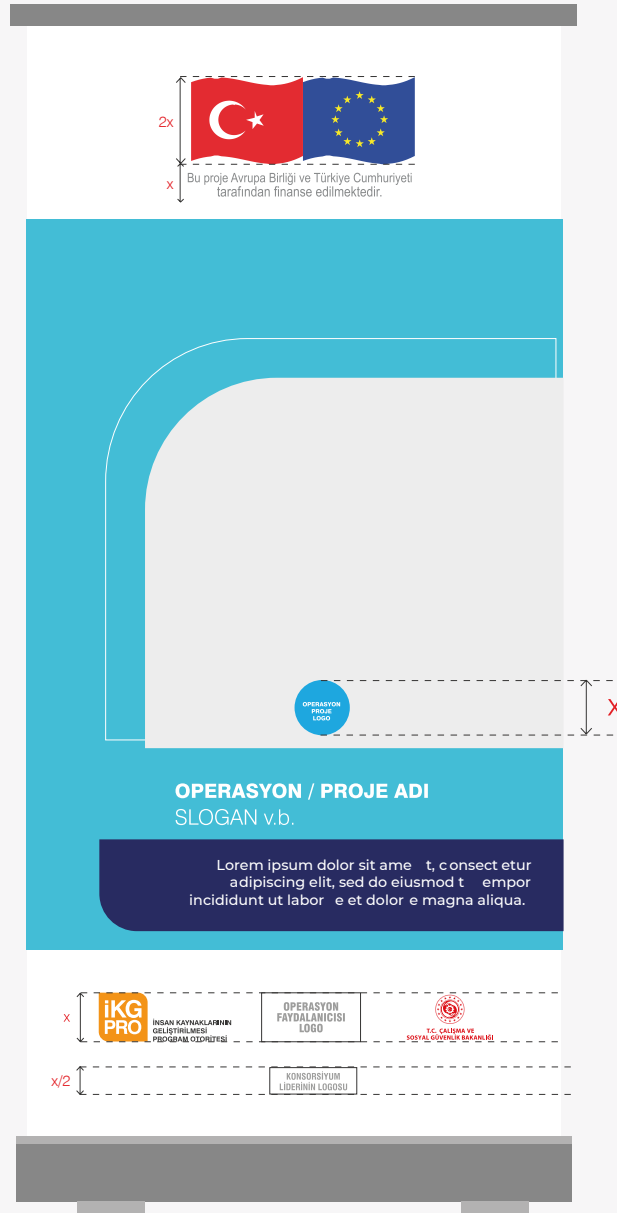 2x
x
Bu proje Avrupa Birliği ve Türkiye Cumhuriyeti
tarafından finanse edilmektedir.
OPERASYON
PROJE
LOGO
X
OPERASYON / PROJE ADI
SLOGAN v.b.
Lorem ipsum dolor sit ame t, c onsect etur
adipiscing elit, sed do eiusmod t empor
incididunt ut labor e et dolor e magna aliqua.
x
iKG
PRO
İNSAN KAYNAKLARININ
GELİŞTİRİLMESİ
PROGRAM OTORİTESİ
OPERASYON
FAYDALANICISI
LOGO
T.C. ÇALIŞMA VE
SOSYAL GÜVENLİK BAKANLIĞI
x/2
KONSORSİYUM
LİDERİNİN LOGOSU